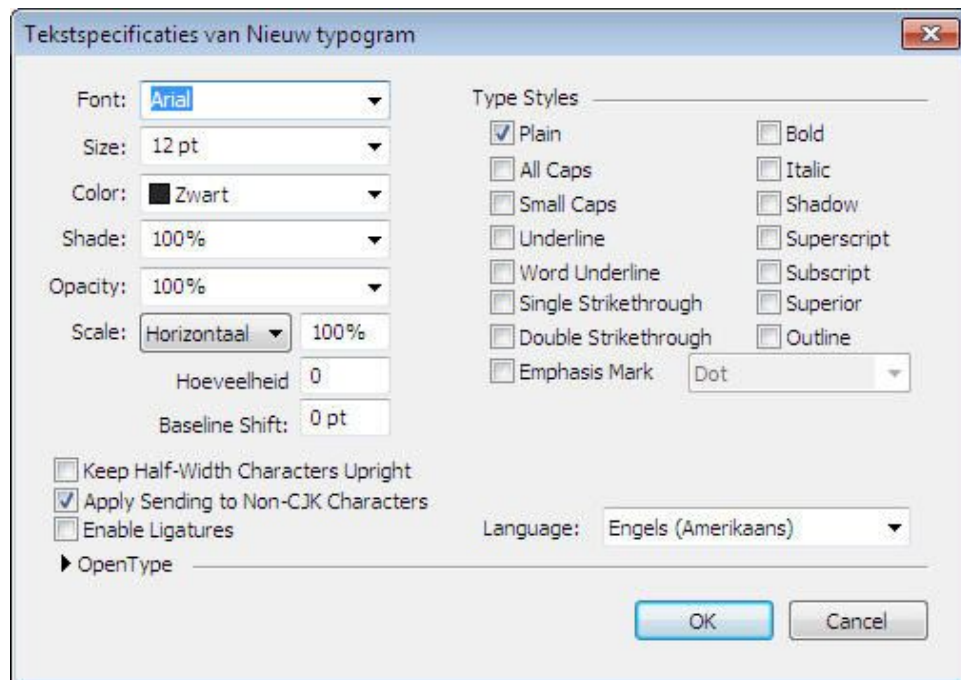 Tekstspecificaties van Nieuw typogram
Font: Arial
Size: 12 pt
Color: Zwart
Shade: 100%
Opacity: 100%
Scale: Horizontaal 100%
Hoeveelheid 0
Baseline Shift: 0 pt
Type Styles
Plain
Bold
All Caps
Italic
Small Caps
Shadow
Underline
Superscript
Word Underline
Subscript
Single Strikethrough
Superior
Double Strikethrough
Outline
Emphasis Mark Dot
Keep Half-Width Characters Upright
Apply Sending to Non-CJK Characters
Enable Ligatures
Language: Engels (Amerikaans)
OpenType
OK
Cancel